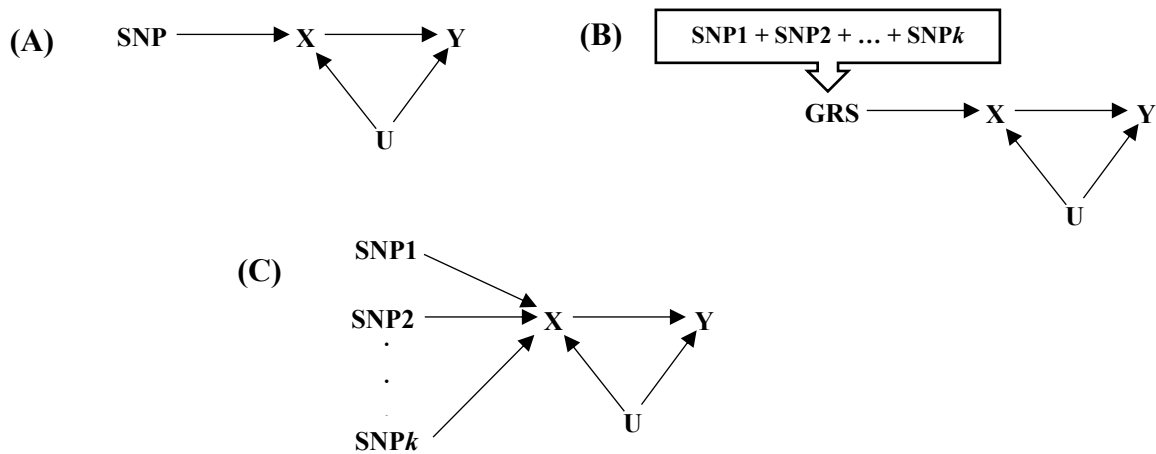 (A)
SNP X Y
U
(B)
SNP1 + SNP2 + … + SNPk
GRS X Y
U
(C)
SNP1
SNP2 X Y
.
.
.
SNPk U